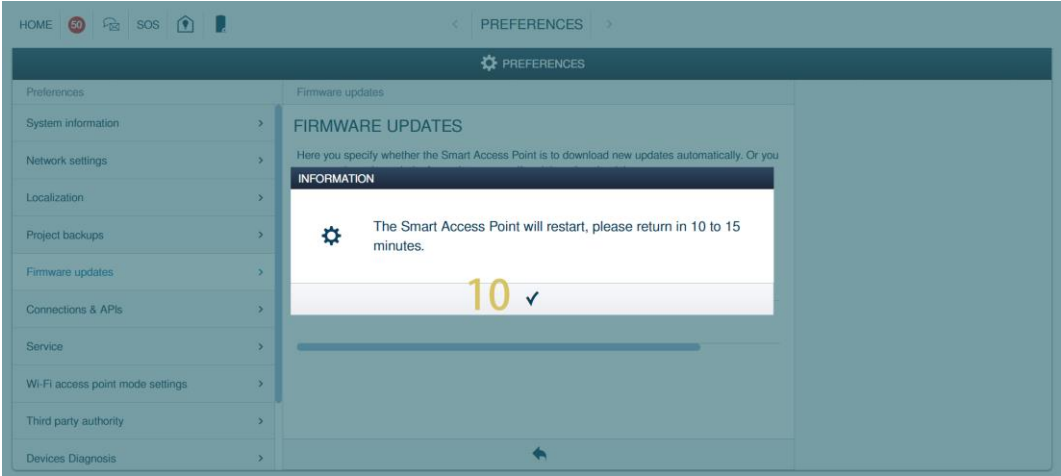 HOME 50 SOS < PREFERENCES >
PREFERENCES
Preferences
Firmware updates
System information
Network settings
Localization
Project backups
Firmware updates
Connections & APIs
Service
Wi-Fi access point mode settings
Third party authority
Devices Diagnosis
FIRMWARE UPDATES
Here you specify whether the Smart Access Point is to download new updates automatically. Or you
INFORMATION
The Smart Access Point will restart, please return in 10 to 15
minutes.
10